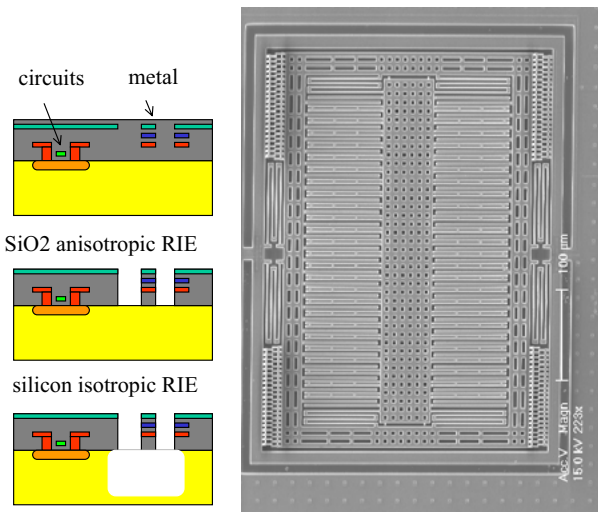 circuits
metal
SiO2 anisotropic RIE
silicon isotropic RIE
100 µm
Acc.V Magn
15.0 kV 223x